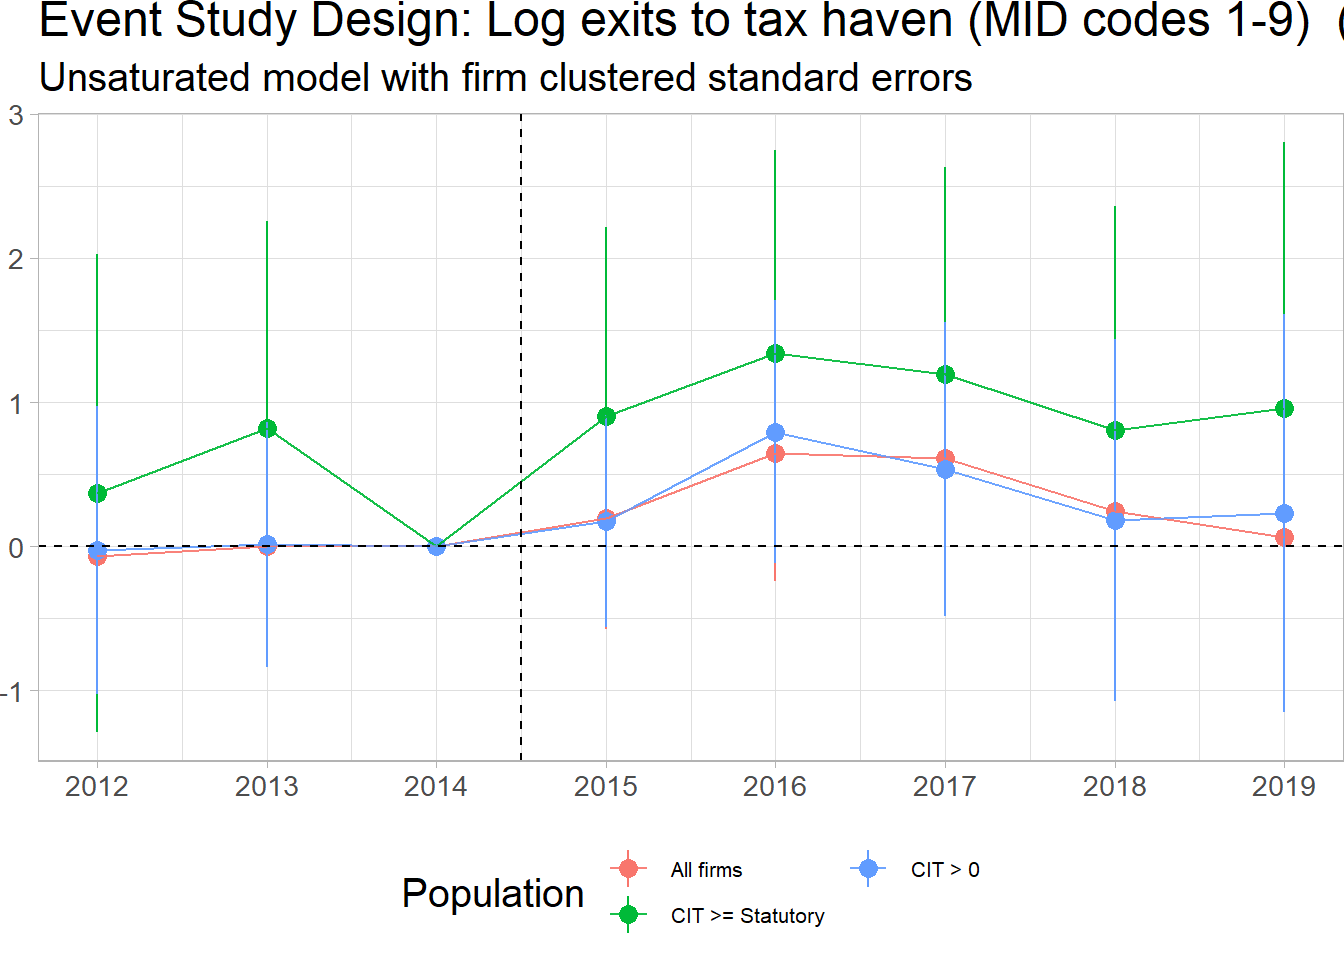 Event Study Design: Log exits to tax haven (MID codes 1-9) (
Unsaturated model with firm clustered standard errors
3
2
1
0
-1
2012 2013 2014 2015 2016 2017 2018 2019
Population
All firms
CIT > 0
CIT >= Statutory